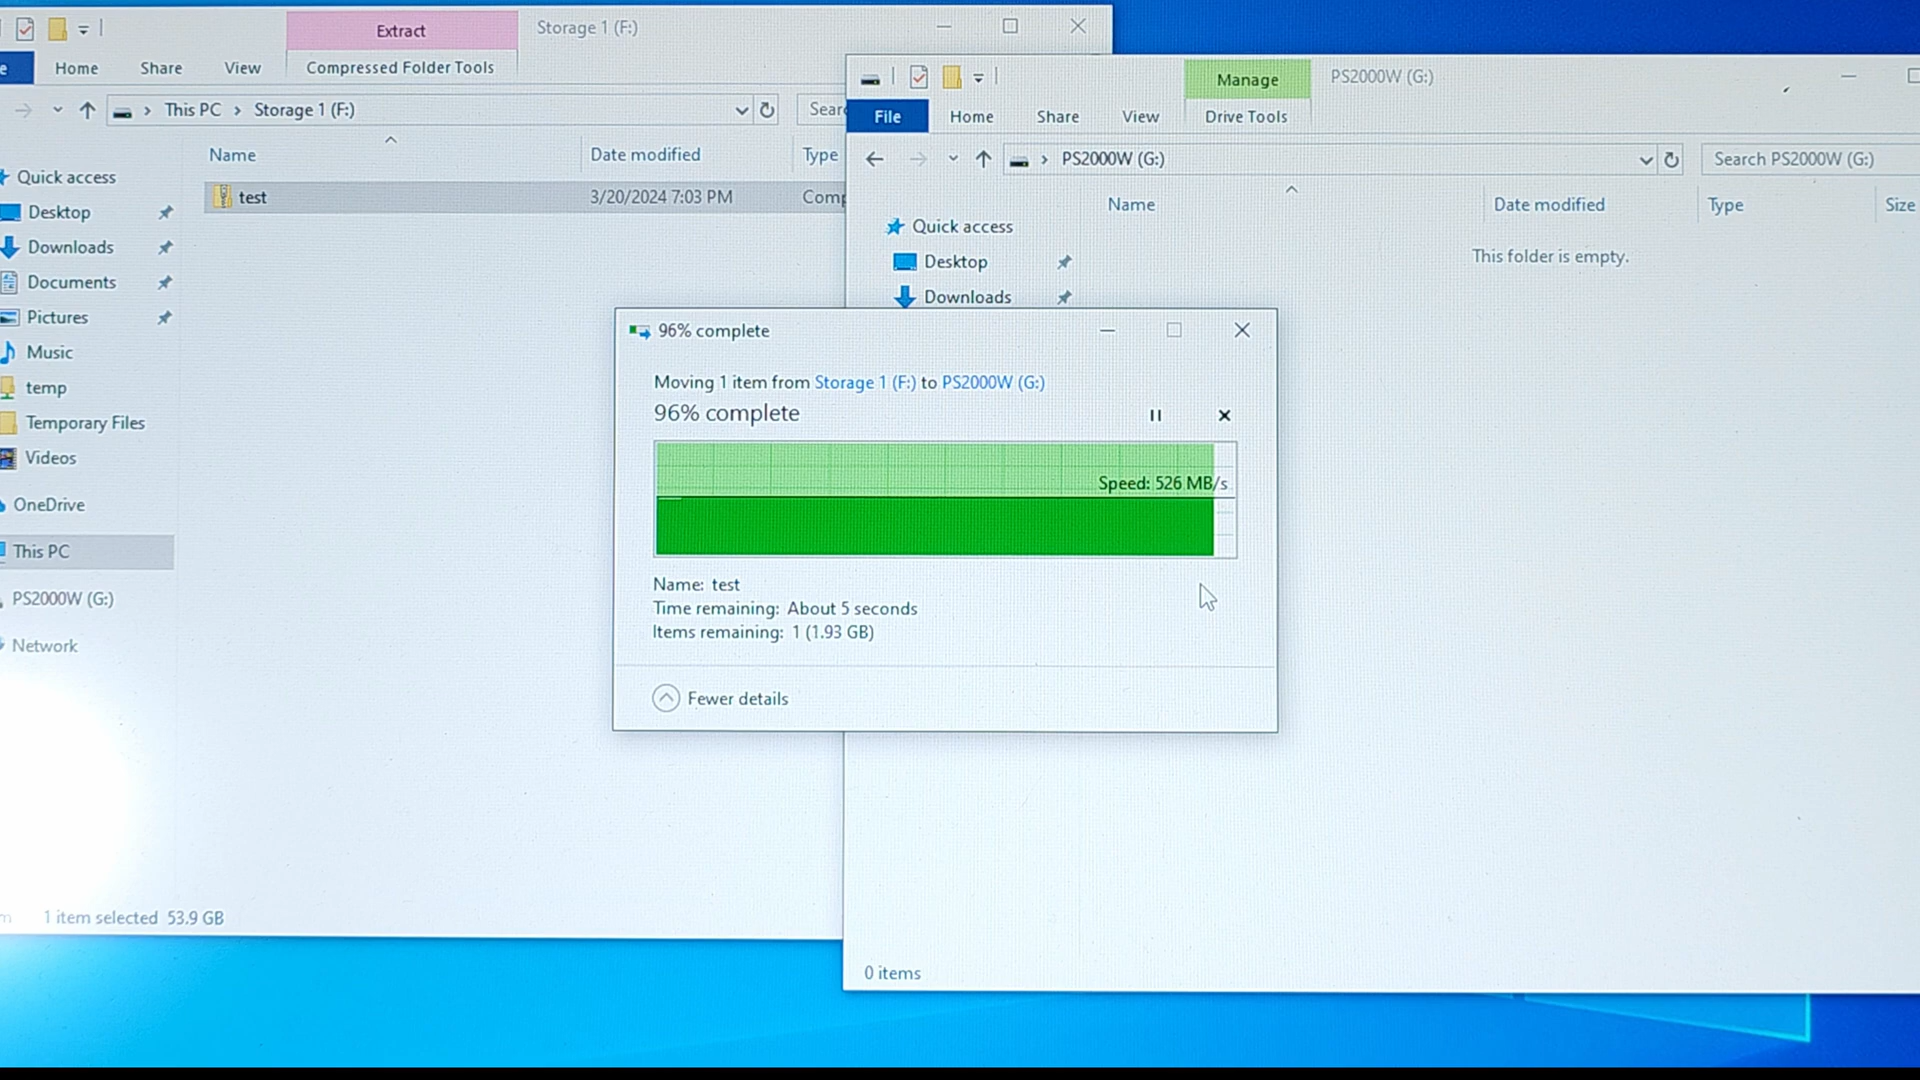 Extract
Storage 1 (F:)
Home
Share
View
Compressed Folder Tools
This PC
Storage 1 (F:)
Name
Date modified
Type
test
3/20/2024 7:03 PM
Quick access
Desktop
Downloads
Documents
Pictures
Music
temp
Temporary Files
Videos
OneDrive
This PC
PS2000W (G:)
Network
1 item selected 53.9 GB
Manage
PS2000W (G:)
File
Home
Share
View
Drive Tools
PS2000W (G:)
Search PS2000W (G:)
Name
Date modified
Type
Size
Quick access
Desktop
Downloads
This folder is empty.
0 items
96% complete
Moving 1 item from Storage 1 (F:) to PS2000W (G:)
96% complete
Speed: 526 MB/s
Name: test
Time remaining: About 5 seconds
Items remaining: 1 (1.93 GB)
Fewer details